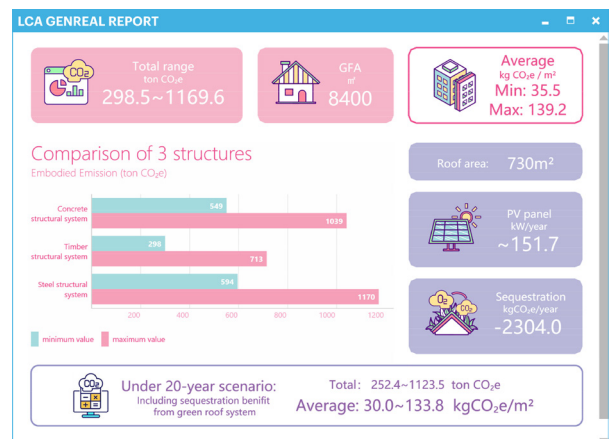 LCA GENREAL REPORT
CO2
Total range
ton CO₂e
298.5~1169.6
GFA
㎡
8400
Average
kg CO₂e / m²
Min: 35.5
Max: 139.2
Comparison of 3 structures
Embodied Emission (ton CO₂e)
Concrete
structural system
549
1039
Timber
structural system
298
713
Steel structural
system
594
1170
200
400
600
800
1000
1200
minimum value
maximum value
Roof area: 730m²
PV panel
kW/year
~151.7
O₂
CO₂
Sequestration
kgCO₂e/year
-2304.0
CO₂
Under 20-year scenario:
Including sequestration benifit
from green roof system
Total: 252.4~1123.5 ton CO₂e
Average: 30.0~133.8 kgCO₂e/m²